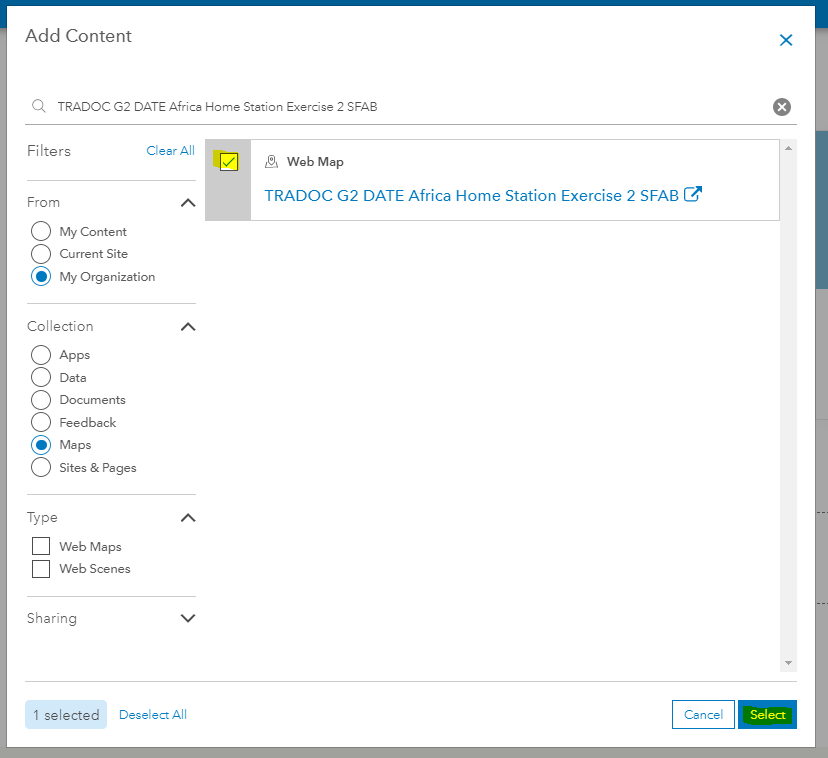 Add Content
TRADOC G2 DATE Africa Home Station Exercise 2 SFAB
Filters
Clear All
From
My Content
Current Site
My Organization
Collection
Apps
Data
Documents
Feedback
Maps
Sites & Pages
Type
Web Maps
Web Scenes
Sharing
Web Map
TRADOC G2 DATE Africa Home Station Exercise 2 SFAB
1 selected
Deselect All
Cancel
Select